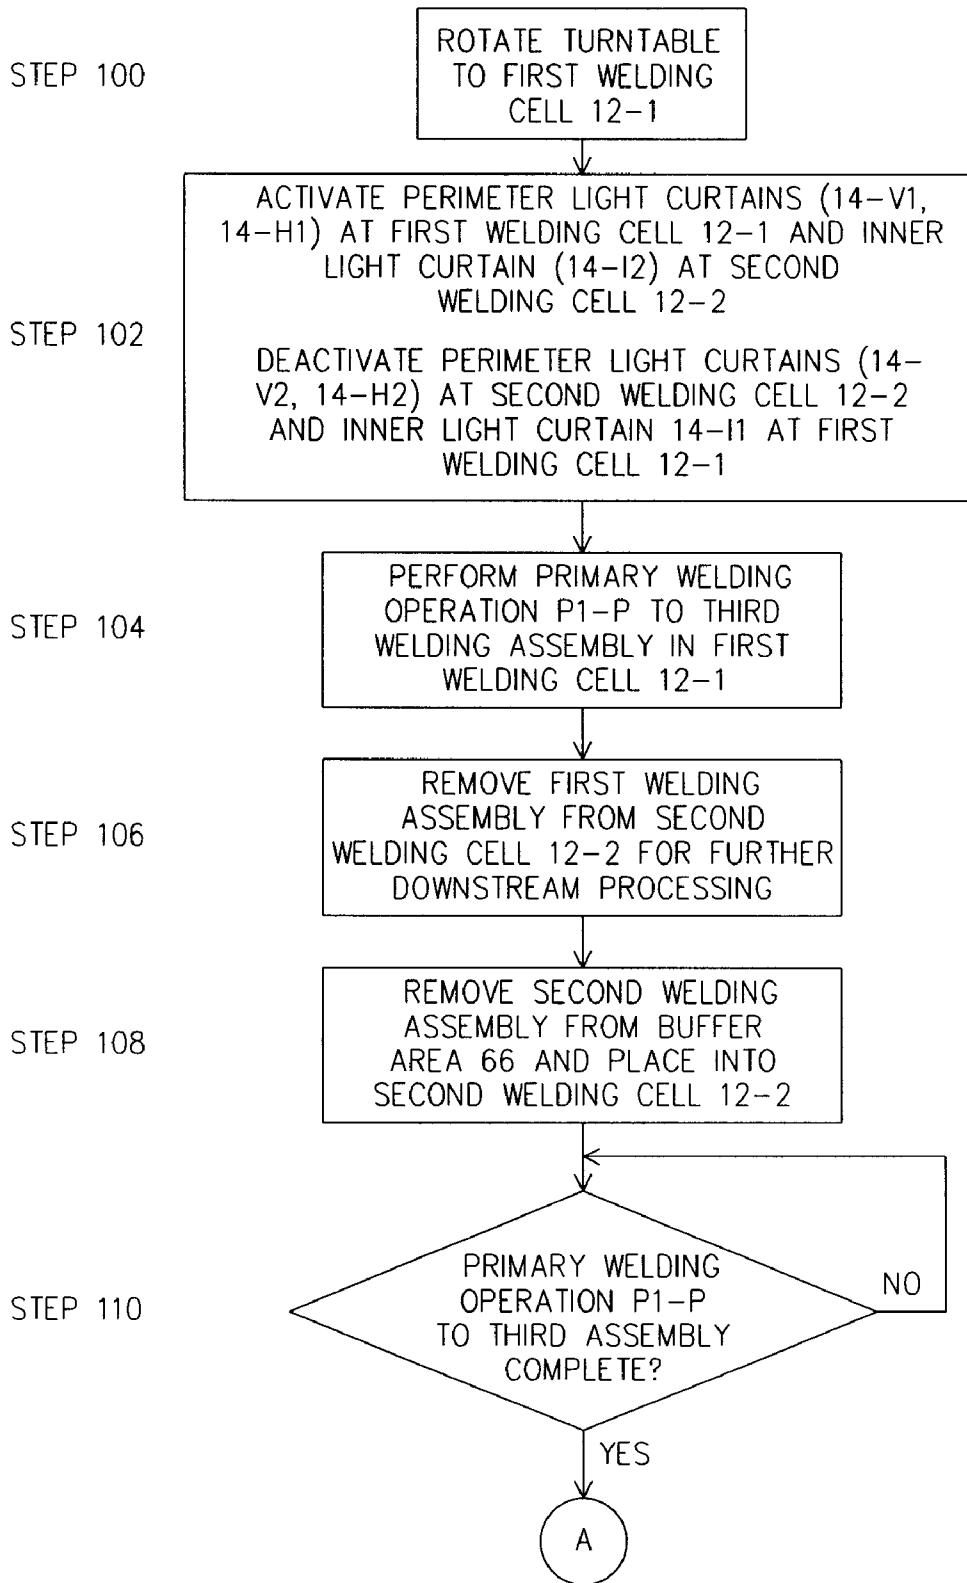 STEP 100
ROTATE TURNTABLE
TO FIRST WELDING
CELL 12-1
STEP 102
ACTIVATE PERIMETER LIGHT CURTAINS (14-V1,
14-H1) AT FIRST WELDING CELL 12-1 AND INNER
LIGHT CURTAIN (14-I2) AT SECOND
WELDING CELL 12-2
DEACTIVATE PERIMETER LIGHT CURTAINS (14-
V2, 14-H2) AT SECOND WELDING CELL 12-2
AND INNER LIGHT CURTAIN 14-I1 AT FIRST
WELDING CELL 12-1
STEP 104
PERFORM PRIMARY WELDING
OPERATION P1-P TO THIRD
WELDING ASSEMBLY IN FIRST
WELDING CELL 12-1
STEP 106
REMOVE FIRST WELDING
ASSEMBLY FROM SECOND
WELDING CELL 12-2 FOR FURTHER
DOWNSTREAM PROCESSING
STEP 108
REMOVE SECOND WELDING
ASSEMBLY FROM BUFFER
AREA 66 AND PLACE INTO
SECOND WELDING CELL 12-2
STEP 110
PRIMARY WELDING
OPERATION P1-P
TO THIRD ASSEMBLY
COMPLETE?
NO
YES
A